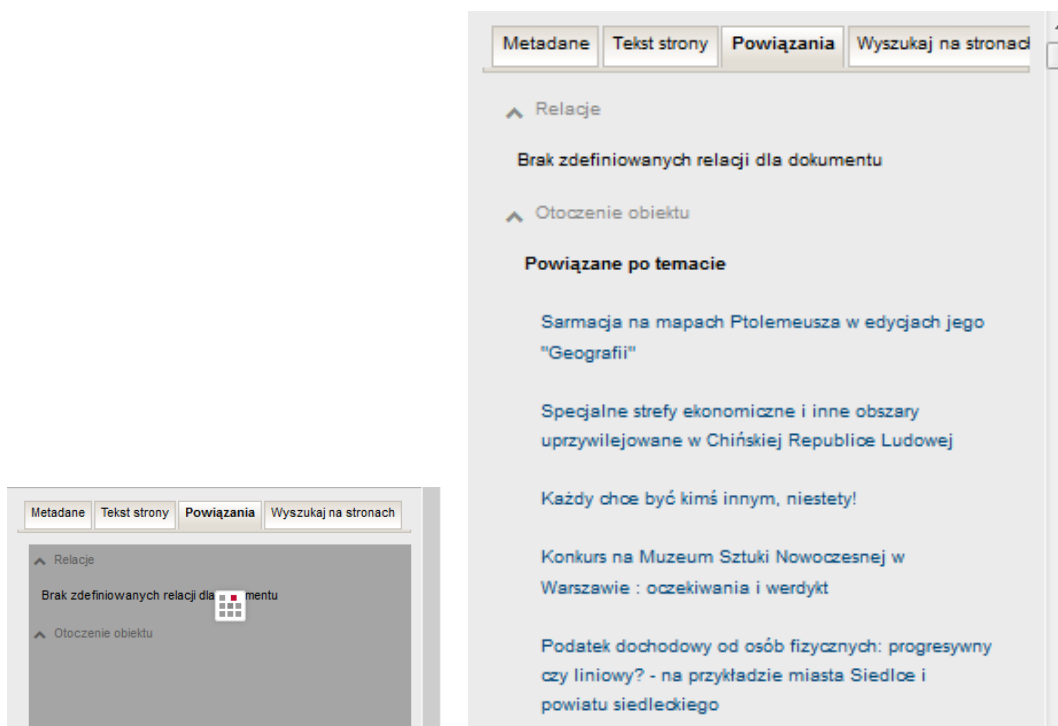 Metadane Tekst strony Powiązania Wyszukaj na stronach
Relacje
Brak zdefiniowanych relacji dla mentu
Otoczenie obiektu
Metadane Tekst strony Powiązania Wyszukaj na stronach
Relacje
Brak zdefiniowanych relacji dla dokumentu
Otoczenie obiektu
Powiązane po temacie
Sarmacja na mapach Ptolemeusza w edycjach jego
"Geografii"
Specjalne strefy ekonomiczne i inne obszary
uprzywilejowane w Chińskiej Republice Ludowej
Każdy chce być kimś innym, niestety!
Konkurs na Muzeum Sztuki Nowoczesnej w
Warszawie : oczekiwania i werdykt
Podatek dochodowy od osób fizycznych: progresywny
czy liniowy? - na przykładzie miasta Siedlce i
powiatu siedleckiego